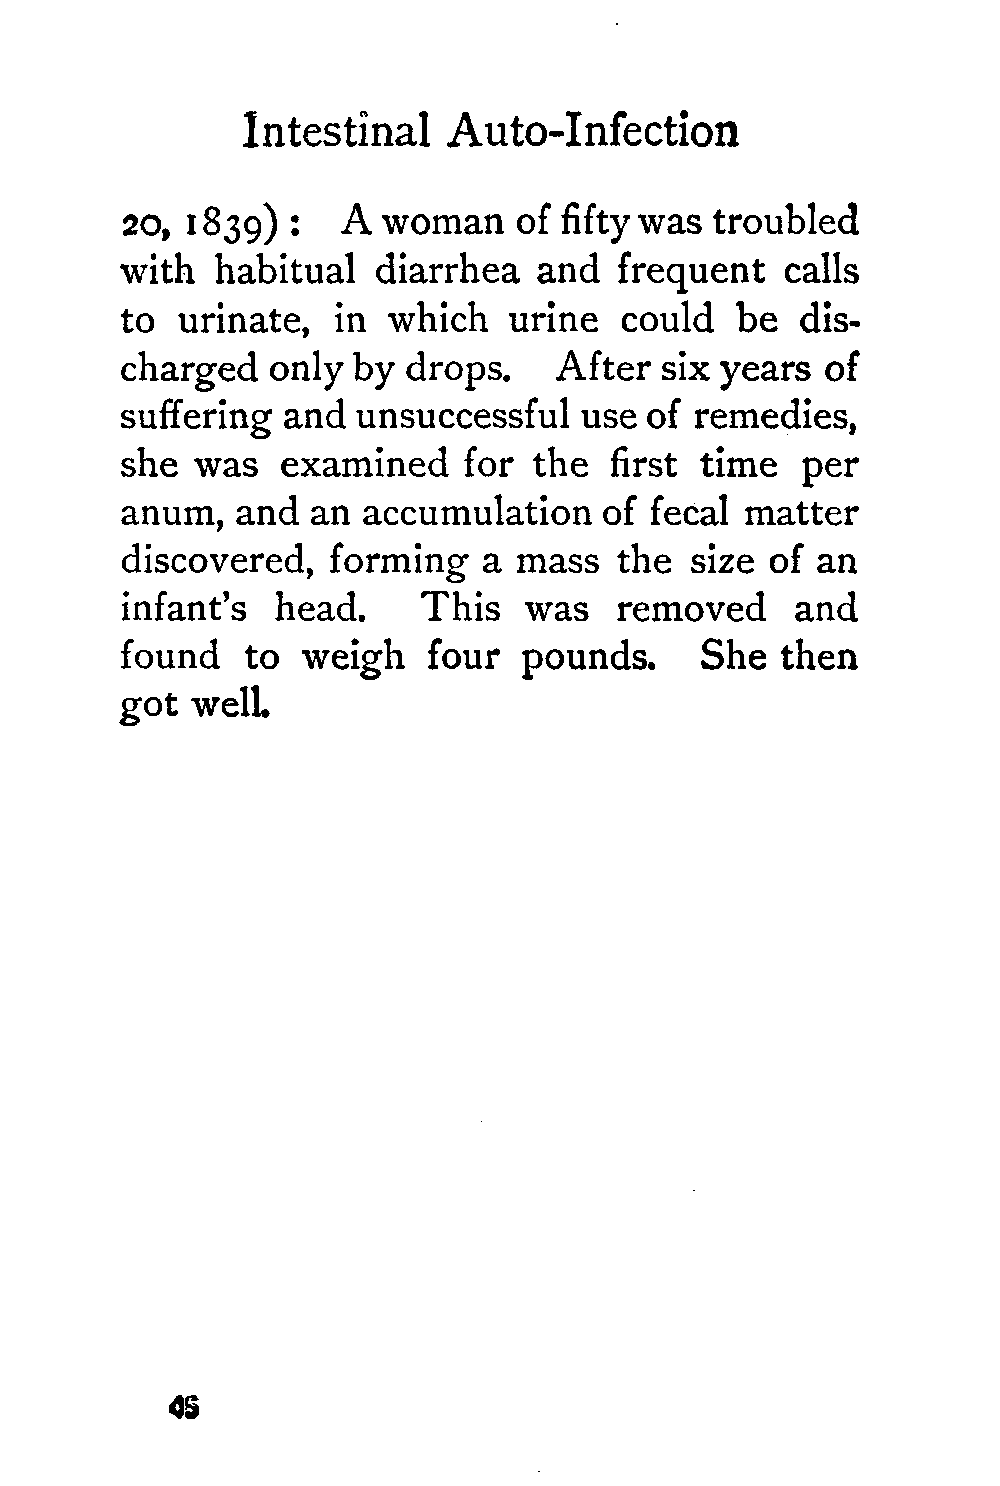 Intestinal Auto-Infection
20, 1839): A woman of fifty was troubled
with habitual diarrhea and frequent calls
to urinate, in which urine could be dis-
charged only by drops. After six years of
suffering and unsuccessful use of remedies,
she was examined for the first time per
anum, and an accumulation of fecal matter
discovered, forming a mass the size of an
infant's head. This was removed and
found to weigh four pounds. She then
got well.